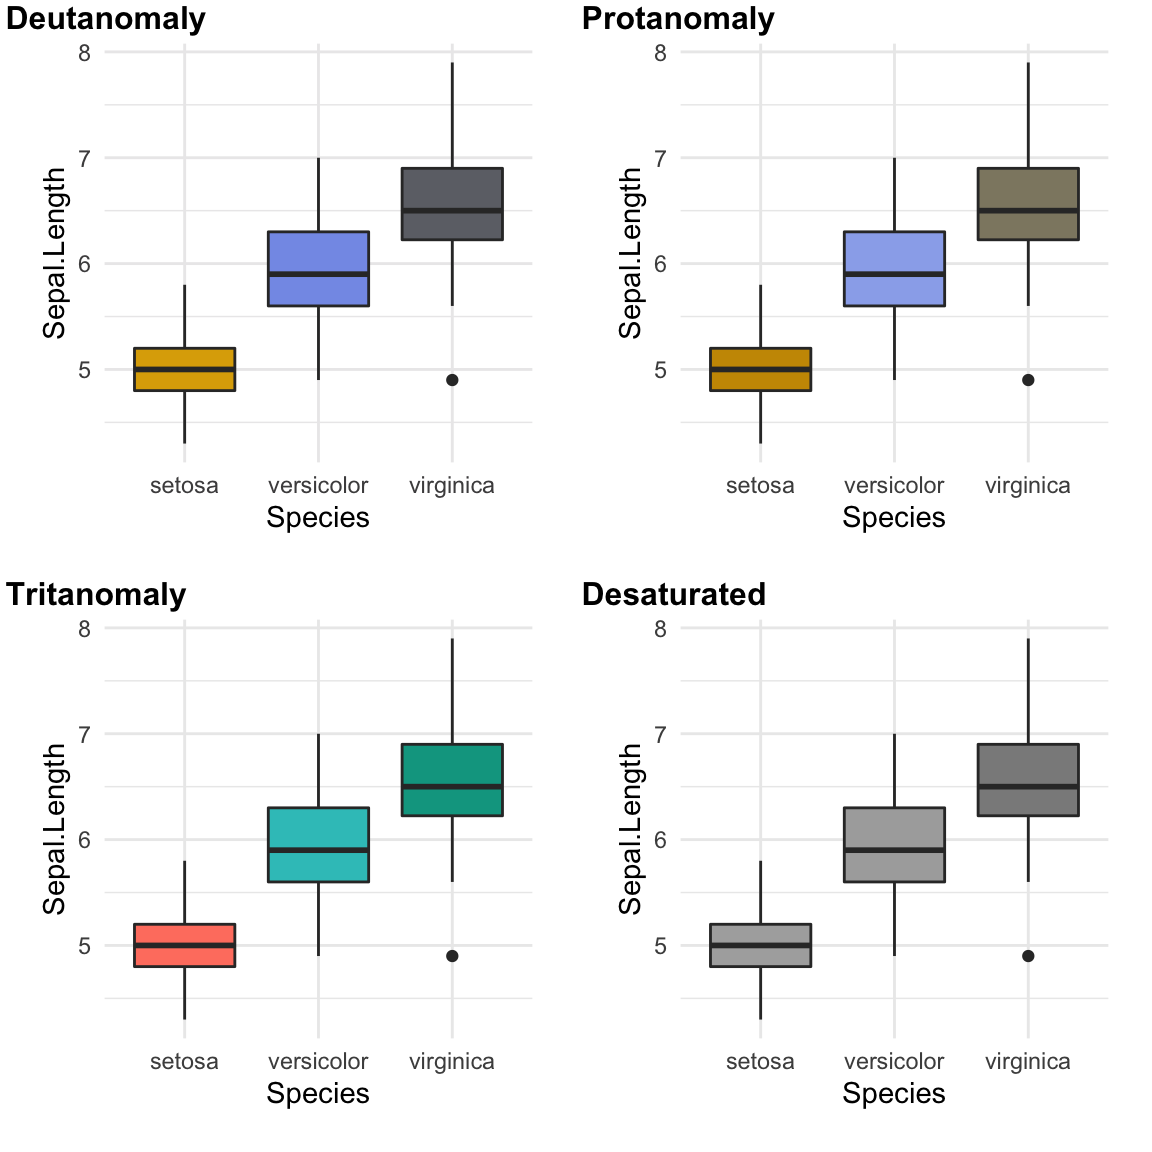 Deutanomaly
8
7
6
5
Sepal.Length
setosa versicolor virginica
Species
Protanomaly
8
7
6
5
Sepal.Length
setosa versicolor virginica
Species
Tritanomaly
8
7
6
5
Sepal.Length
setosa versicolor virginica
Species
Desaturated
8
7
6
5
Sepal.Length
setosa versicolor virginica
Species